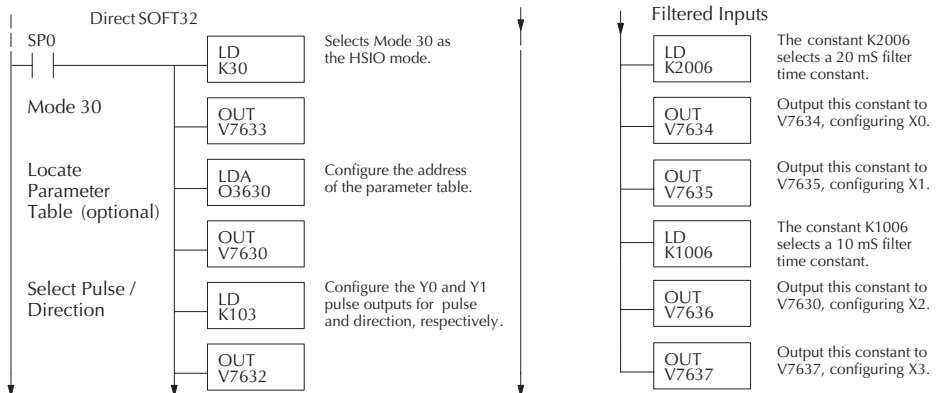 Direct SOFT32
SP0
LD
K30
Selects Mode 30 as
the HSIO mode.
Mode 30
OUT
V7633
Locate
Parameter
Table (optional)
LDA
O3630
Configure the address
of the parameter table.
OUT
V7630
Select Pulse /
Direction
LD
K103
Configure the Y0 and Y1
pulse outputs for pulse
and direction, respectively.
OUT
V7632
Filtered Inputs
LD
K2006
The constant K2006
selects a 20 mS filter
time constant.
OUT
V7634
Output this constant to
V7634, configuring X0.
OUT
V7635
Output this constant to
V7635, configuring X1.
LD
K1006
The constant K1006
selects a 10 mS filter
time constant.
OUT
V7636
Output this constant to
V7630, configuring X2.
OUT
V7637
Output this constant to
V7637, configuring X3.